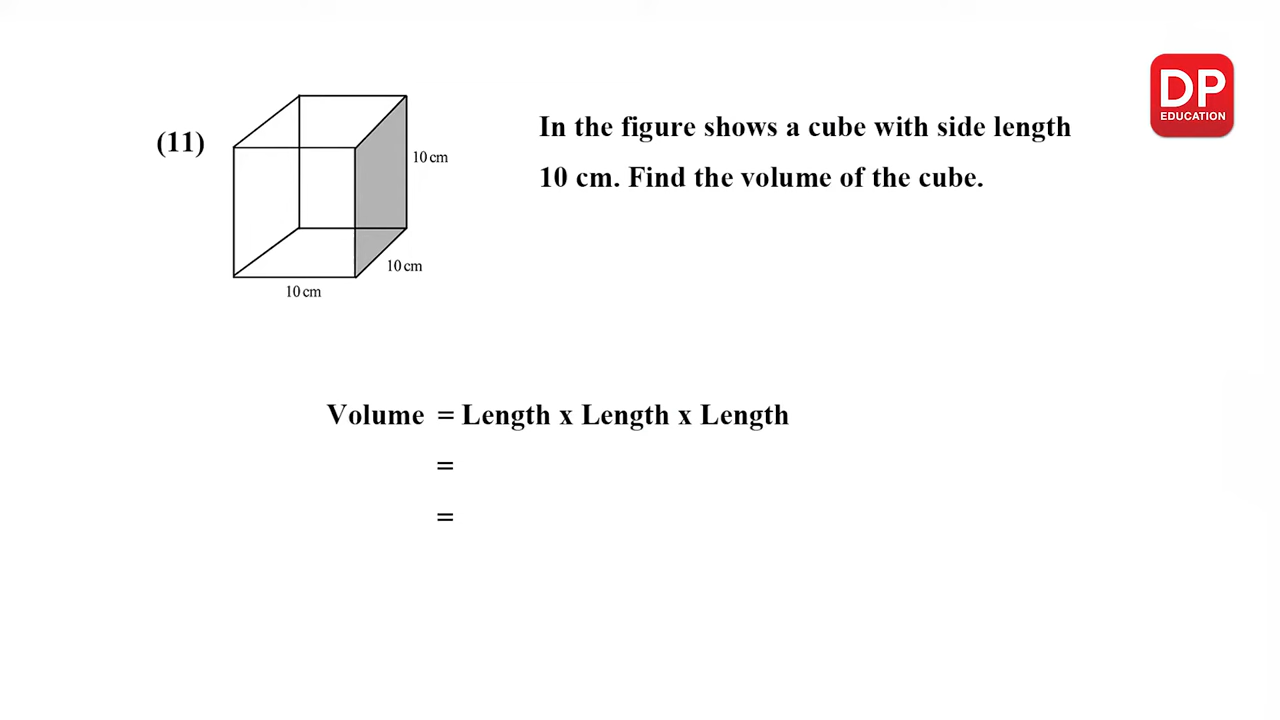 DP
EDUCATION
(11)
In the figure shows a cube with side length
10 cm. Find the volume of the cube.
10 cm
10 cm
10 cm
Volume = Length x Length x Length
=
=